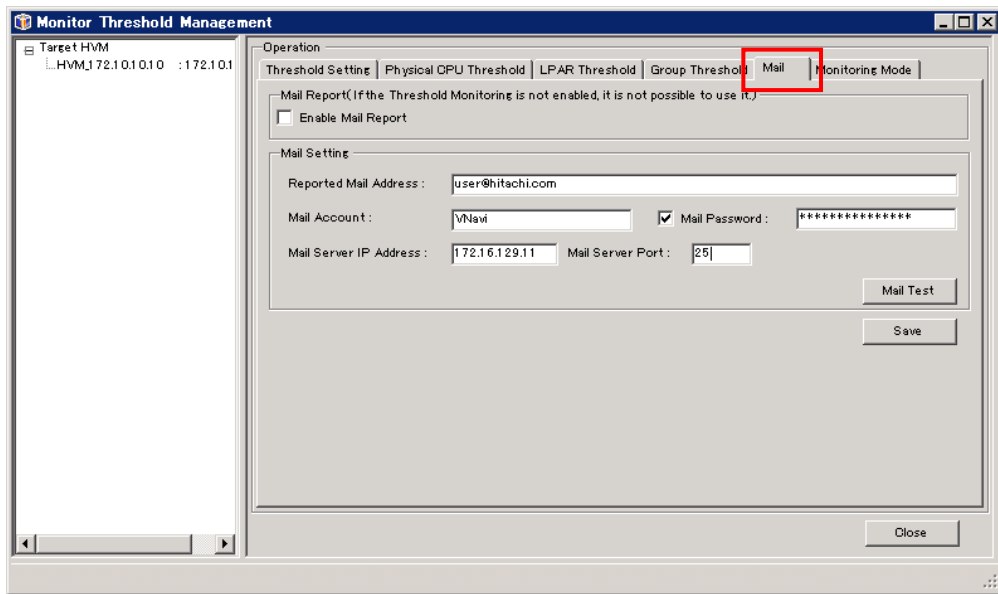 Monitor Threshold Management
Target HVM
HVM_172.10.10.10 :172.10.1
Operation
Threshold Setting
Physical CPU Threshold
LPAR Threshold
Group Threshold
Mail
Monitoring Mode
Mail Report(If the Threshold Monitoring is not enabled, it is not possible to use it.)
Enable Mail Report
Mail Setting
Reported Mail Address : user@hitachi.com
Mail Account : VNavi Mail Password : ***************
Mail Server IP Address : 172.16.129.11 Mail Server Port : 25
Mail Test
Save
Close